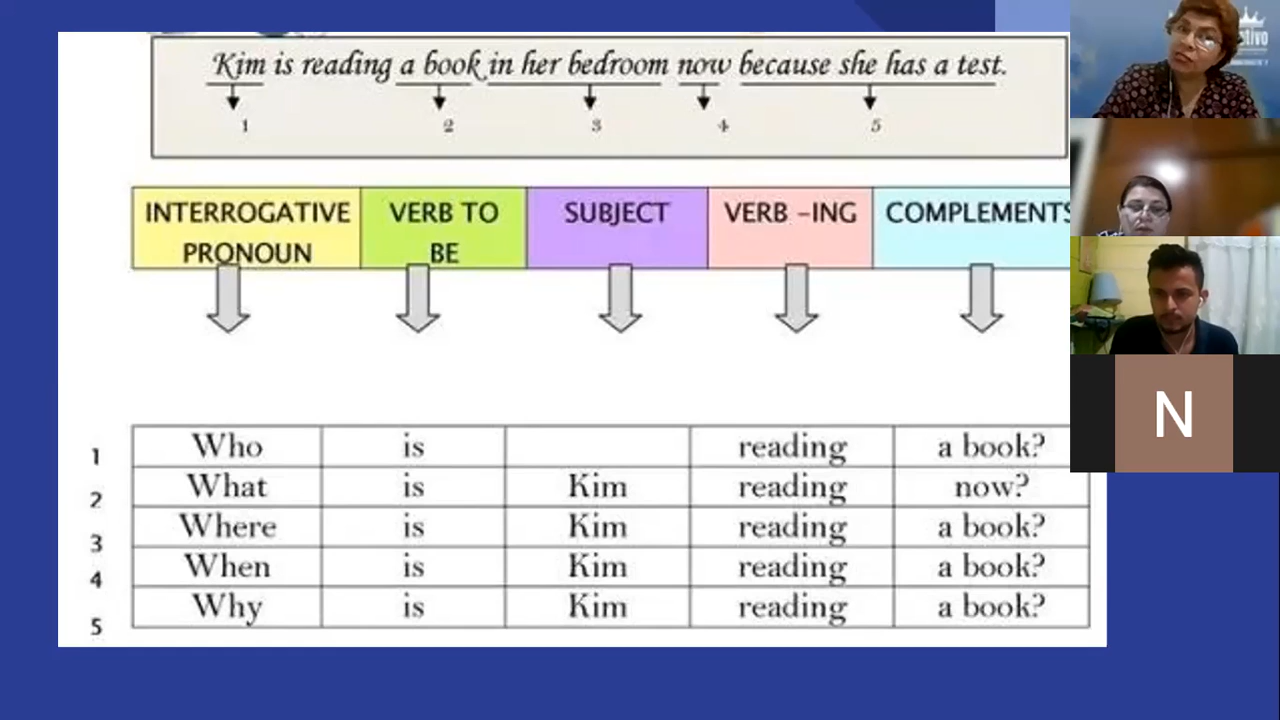 Kim is reading a book in her bedroom now because she has a test.
1 2 3 4 5
INTERROGATIVE PRONOUN VERB TO BE SUBJECT VERB -ING COMPLEMENTS
1 Who is reading a book?
2 What is Kim reading now?
3 Where is Kim reading a book?
4 When is Kim reading a book?
5 Why is Kim reading a book?
N